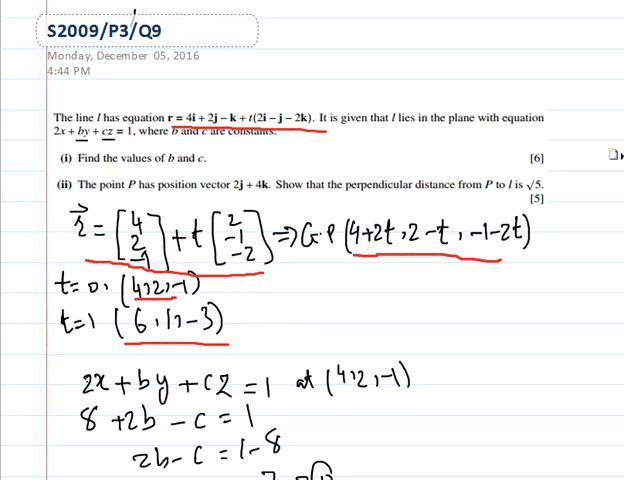 S2009/P3/Q9
Monday, December 05, 2016
4:44 PM
The line l has equation r = 4i + 2j − k + t(2i − j − 2k). It is given that l lies in the plane with equation
2x + by + cz = 1, where b and c are constants.
(i) Find the values of b and c. [6]
(ii) The point P has position vector 2j + 4k. Show that the perpendicular distance from P to l is √5.
[5]
r⃗ = [4 2 -1] + t [2 -1 -2] ⇒ G.P (4+2t, 2-t, -1-2t)
t=0, (4,2,-1)
t=1 (6,1,-3)
2x + by + cz = 1 at (4,2,-1)
8 + 2b - c = 1
2b - c = 1-8